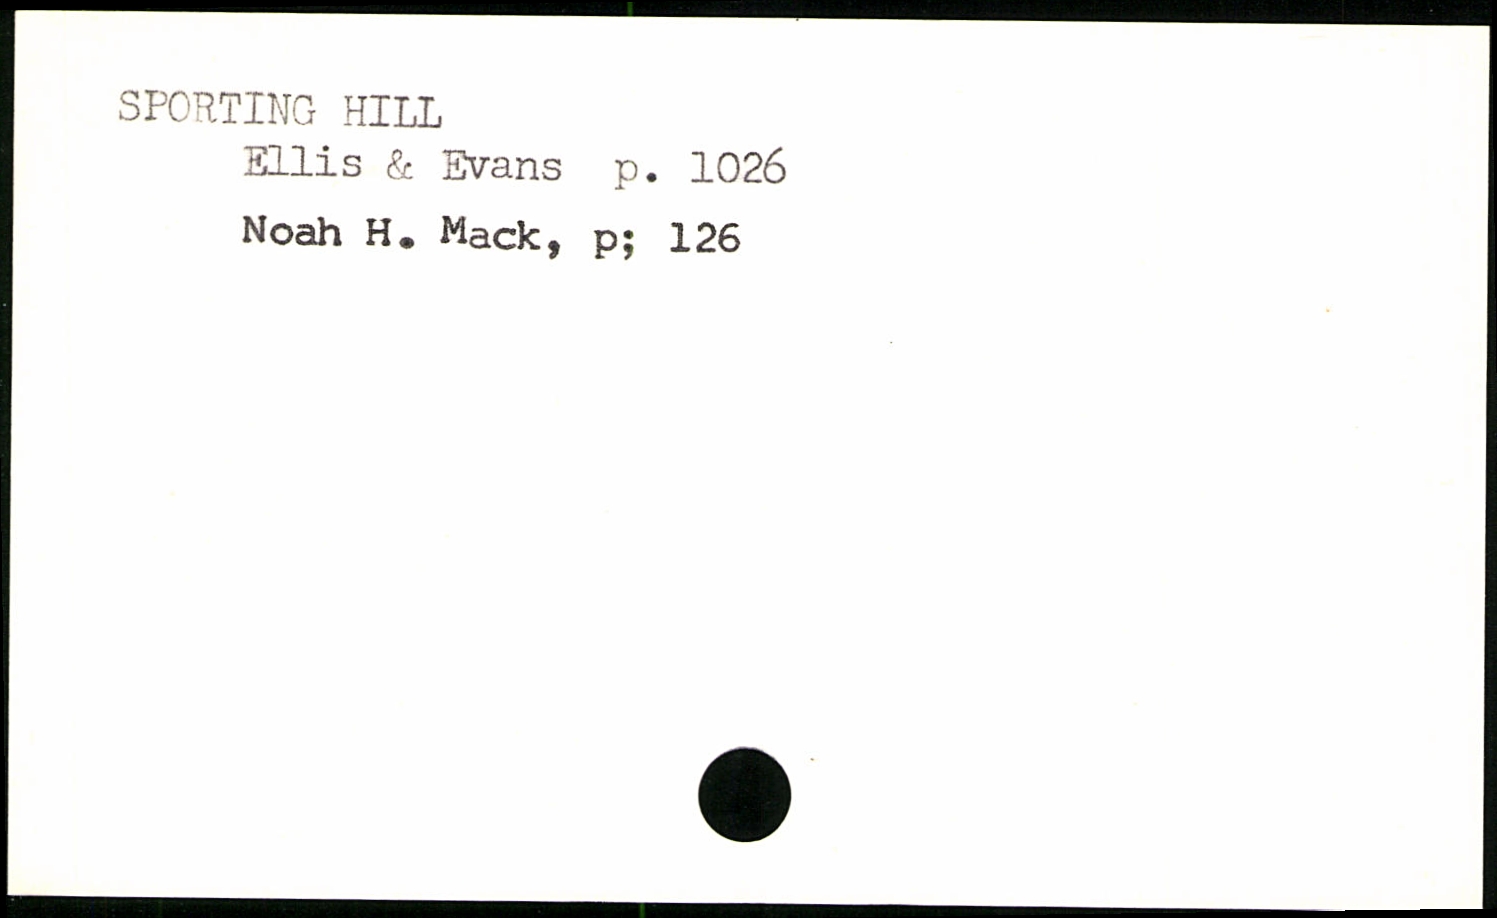 SPORTING HILL
Ellis & Evans p. 1026
Noah H. Mack, p; 126